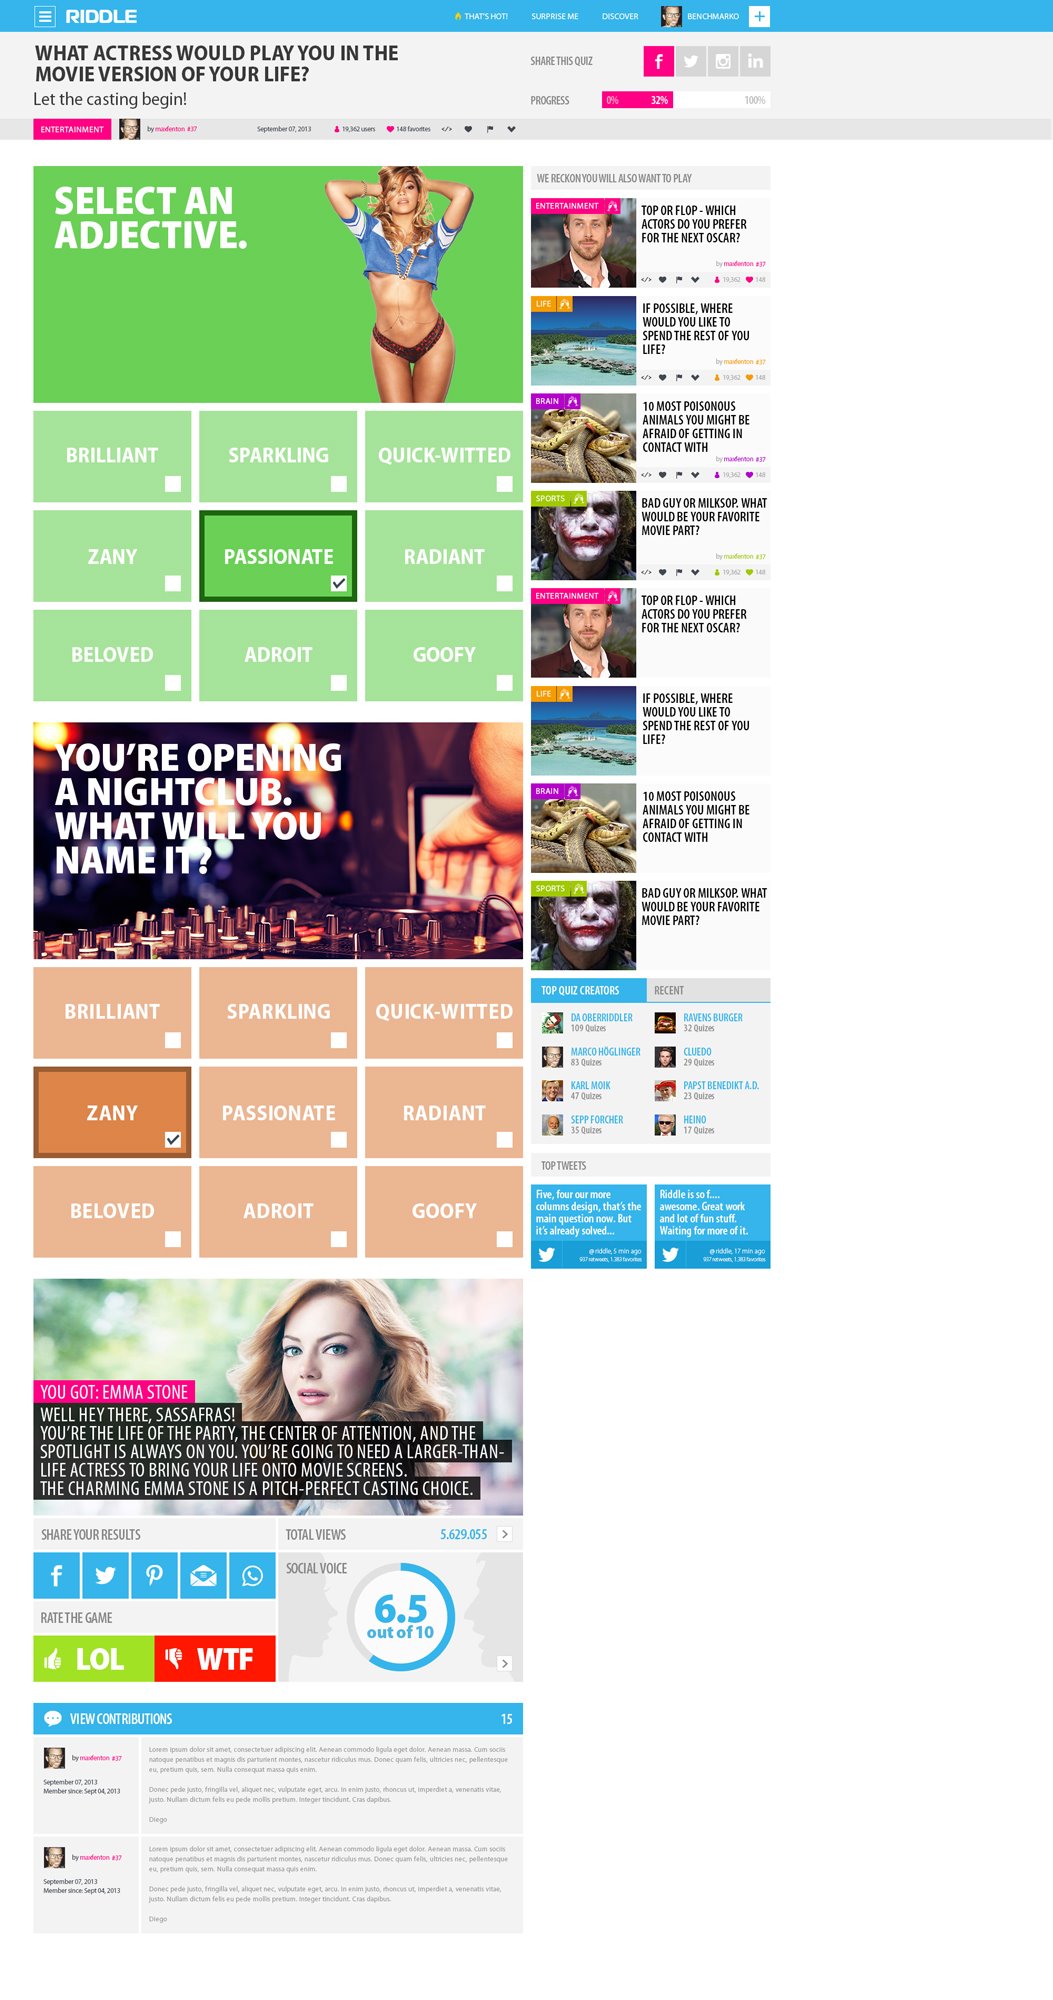 RIDDLE
THAT'S HOT!
SURPRISE ME
DISCOVER
BENCHMARKO
WHAT ACTRESS WOULD PLAY YOU IN THE
MOVIE VERSION OF YOUR LIFE?
Let the casting begin!
SHARE THIS QUIZ
PROGRESS
0% 32% 100%
ENTERTAINMENT
by maxfenton #37
September 07, 2013
19,362 users
148 favorites
SELECT AN
ADJECTIVE.
BRILLIANT
SPARKLING
QUICK-WITTED
ZANY
PASSIONATE
RADIANT
BELOVED
ADROIT
GOOFY
YOU'RE OPENING
A NIGHTCLUB.
WHAT WILL YOU
NAME IT?
BRILLIANT
SPARKLING
QUICK-WITTED
ZANY
PASSIONATE
RADIANT
BELOVED
ADROIT
GOOFY
YOU GOT: EMMA STONE
WELL HEY THERE, SASSAFRAS!
YOU'RE THE LIFE OF THE PARTY, THE CENTER OF ATTENTION, AND THE
SPOTLIGHT IS ALWAYS ON YOU. YOU'RE GOING TO NEED A LARGER-THAN-
LIFE ACTRESS TO BRING YOUR LIFE ONTO MOVIE SCREENS.
THE CHARMING EMMA STONE IS A PITCH-PERFECT CASTING CHOICE.
SHARE YOUR RESULTS
TOTAL VIEWS
5.629.055
RATE THE GAME
LOL
WTF
SOCIAL VOICE
6.5
out of 10
VIEW CONTRIBUTIONS
15
by maxfenton #37
September 07, 2013
Member since: Sept 04, 2013
Lorem ipsum dolor sit amet, consectetuer adipiscing elit. Aenean commodo ligula eget dolor. Aenean massa. Cum sociis
natoque penatibus et magnis dis parturient montes, nascetur ridiculus mus. Donec quam felis, ultricies nec, pellentesque
eu, pretium quis, sem. Nulla consequat massa quis enim.
Donec pede justo, fringilla vel, aliquet nec, vulputate eget, arcu. In enim justo, rhoncus ut, imperdiet a, venenatis vitae,
justo. Nullam dictum felis eu pede mollis pretium. Integer tincidunt. Cras dapibus.
Diego
by maxfenton #37
September 07, 2013
Member since: Sept 04, 2013
Lorem ipsum dolor sit amet, consectetuer adipiscing elit. Aenean commodo ligula eget dolor. Aenean massa. Cum sociis
natoque penatibus et magnis dis parturient montes, nascetur ridiculus mus. Donec quam felis, ultricies nec, pellentesque
eu, pretium quis, sem. Nulla consequat massa quis enim.
Donec pede justo, fringilla vel, aliquet nec, vulputate eget, arcu. In enim justo, rhoncus ut, imperdiet a, venenatis vitae,
justo. Nullam dictum felis eu pede mollis pretium. Integer tincidunt. Cras dapibus.
Diego
WE RECKON YOU WILL ALSO WANT TO PLAY
ENTERTAINMENT
TOP OR FLOP - WHICH
ACTORS DO YOU PREFER
FOR THE NEXT OSCAR?
by maxfenton #37
19,362
148
LIFE
IF POSSIBLE, WHERE
WOULD YOU LIKE TO
SPEND THE REST OF YOU
LIFE?
by maxfenton #37
19,362
148
BRAIN
10 MOST POISONOUS
ANIMALS YOU MIGHT BE
AFRAID OF GETTING IN
CONTACT WITH
by maxfenton #37
19,362
148
SPORTS
BAD GUY OR MILKSOP. WHAT
WOULD BE YOUR FAVORITE
MOVIE PART?
by maxfenton #37
19,362
148
ENTERTAINMENT
TOP OR FLOP - WHICH
ACTORS DO YOU PREFER
FOR THE NEXT OSCAR?
LIFE
IF POSSIBLE, WHERE
WOULD YOU LIKE TO
SPEND THE REST OF YOU
LIFE?
BRAIN
10 MOST POISONOUS
ANIMALS YOU MIGHT BE
AFRAID OF GETTING IN
CONTACT WITH
SPORTS
BAD GUY OR MILKSOP. WHAT
WOULD BE YOUR FAVORITE
MOVIE PART?
TOP QUIZ CREATORS
RECENT
DA OBERRIDDLER
109 Quizes
RAVENS BURGER
32 Quizes
MARCO HÖGLINGER
83 Quizes
CLUEDO
29 Quizes
KARL MOIK
47 Quizes
PAPST BENEDIKT A.D.
23 Quizes
SEPP FORCHER
35 Quizes
HEINO
17 Quizes
TOP TWEETS
Five, four our more
columns design, that's the
main question now. But
it's already solved...
@riddle, 5 min ago
937 retweets, 1.383 favorites
Riddle is so f....
awesome. Great work
and lot of fun stuff.
Waiting for more of it.
@riddle, 17 min ago
937 retweets, 1.383 favorites